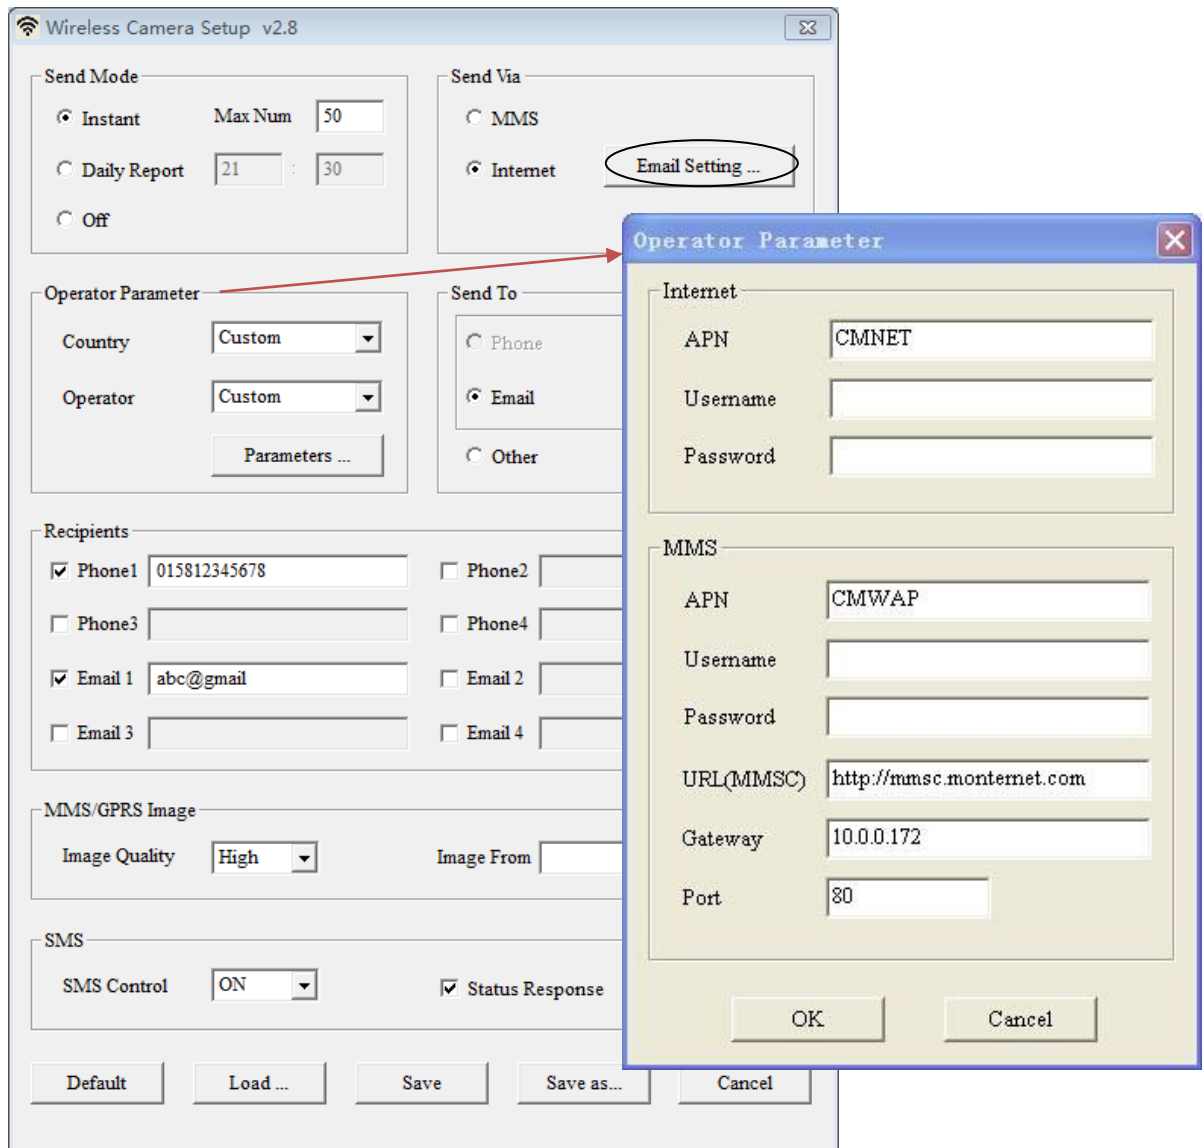 Wireless Camera Setup v2.8
Send Mode
Instant Max Num 50
Daily Report 21 : 30
Off
Send Via
MMS
Internet Email Setting ...
Operator Parameter
Country Custom
Operator Custom
Parameters ...
Send To
Phone
Email
Other
Recipients
Phone1 015812345678 Phone2
Phone3 Phone4
Email 1 abc@gmail Email 2
Email 3 Email 4
MMS/GPRS Image
Image Quality High Image From
SMS
SMS Control ON Status Response
Default Load ... Save Save as... Cancel
Operator Parameter
Internet
APN CMNET
Username
Password
MMS
APN CMWAP
Username
Password
URL(MMSC) http://mmsc.monternet.com
Gateway 10.0.0.172
Port 80
OK Cancel